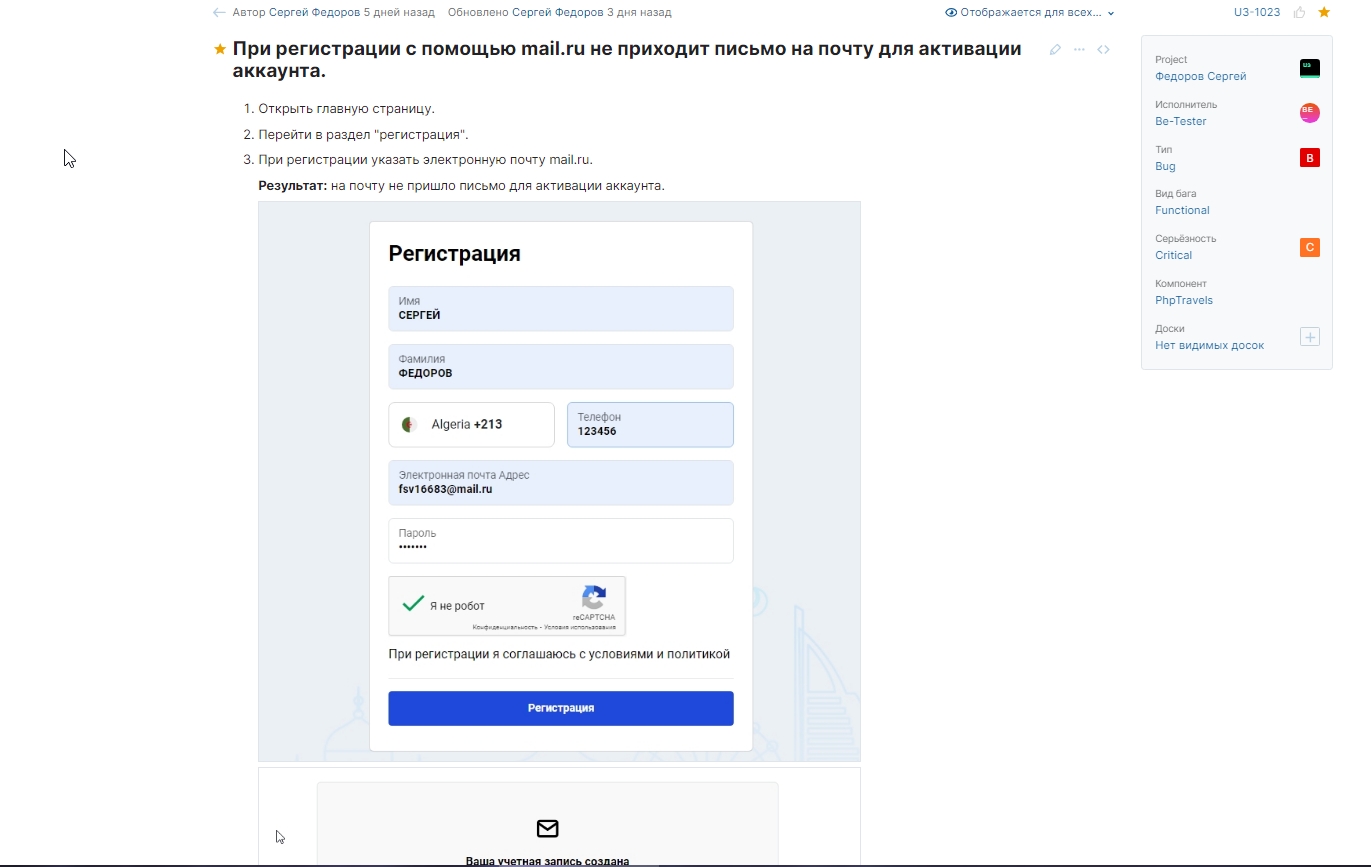 Автор Сергей Федоров 5 дней назад Обновлено Сергей Федоров 3 дня назад
Отображается для всех...
U3-1023
При регистрации с помощью mail.ru не приходит письмо на почту для активации
аккаунта.
1. Открыть главную страницу.
2. Перейти в раздел "регистрация".
3. При регистрации указать электронную почту mail.ru.
Результат: на почту не пришло письмо для активации аккаунта.
Регистрация
Имя
СЕРГЕЙ
Фамилия
ФЕДОРОВ
Algeria +213
Телефон
123456
Электронная почта Адрес
fsv16683@mail.ru
Пароль
•••••••
Я не робот
reCAPTCHA
Конфиденциальность - Условия использования
При регистрации я соглашаюсь с условиями и политикой
Регистрация
Ваша учетная запись создана
Project
Федоров Сергей
U3
Исполнитель
Be-Tester
BE
Тип
Bug
B
Вид бага
Functional
Серьёзность
Critical
C
Компонент
PhpTravels
Доски
Нет видимых досок